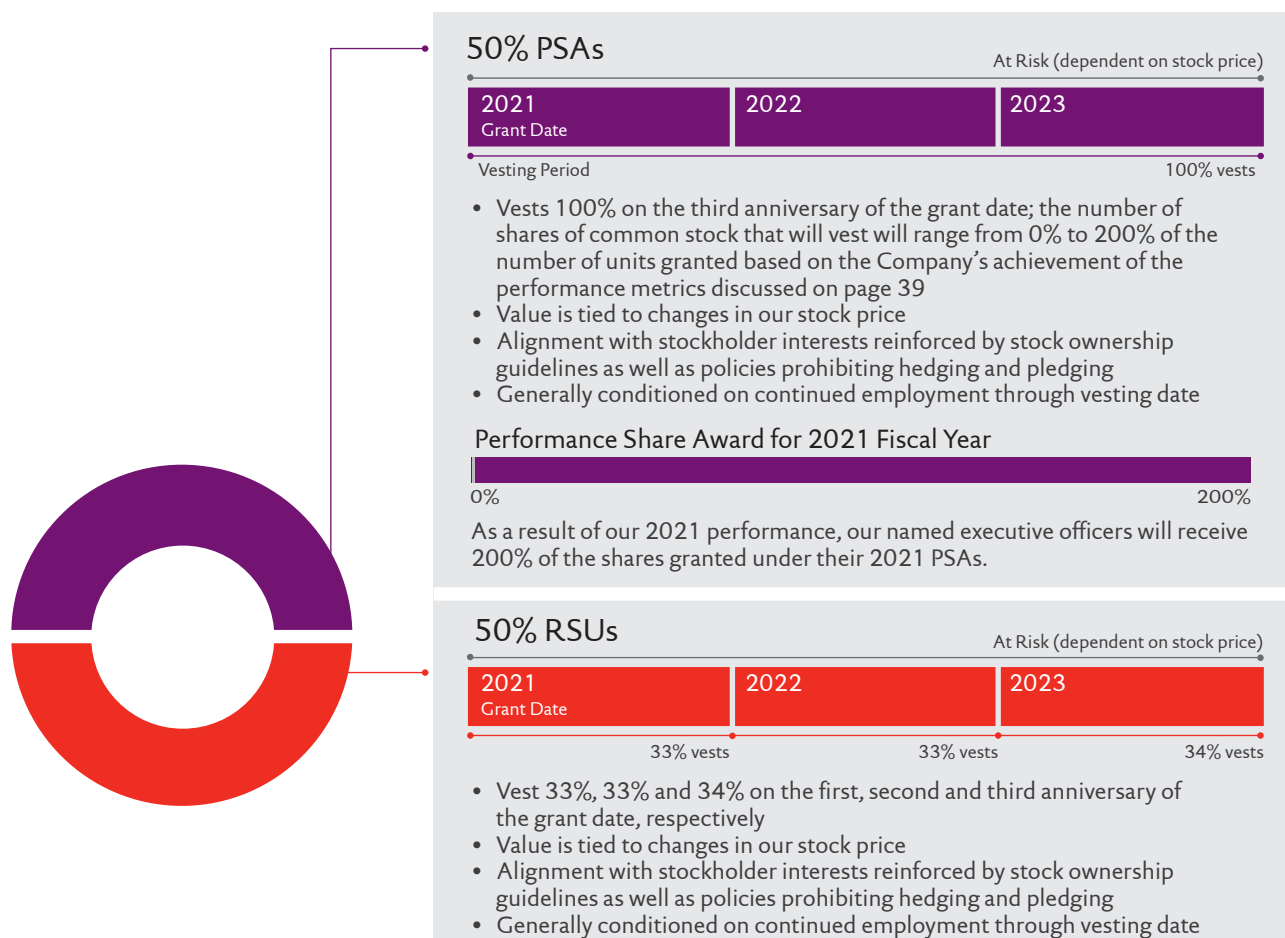 50% PSAs
At Risk (dependent on stock price)
2021
Grant Date
2022
2023
Vesting Period
100% vests
• Vests 100% on the third anniversary of the grant date; the number of
shares of common stock that will vest will range from 0% to 200% of the
number of units granted based on the Company’s achievement of the
performance metrics discussed on page 39
• Value is tied to changes in our stock price
• Alignment with stockholder interests reinforced by stock ownership
guidelines as well as policies prohibiting hedging and pledging
• Generally conditioned on continued employment through vesting date
Performance Share Award for 2021 Fiscal Year
0%
200%
As a result of our 2021 performance, our named executive officers will receive
200% of the shares granted under their 2021 PSAs.
50% RSUs
At Risk (dependent on stock price)
2021
Grant Date
2022
2023
33% vests
33% vests
34% vests
• Vest 33%, 33% and 34% on the first, second and third anniversary of
the grant date, respectively
• Value is tied to changes in our stock price
• Alignment with stockholder interests reinforced by stock ownership
guidelines as well as policies prohibiting hedging and pledging
• Generally conditioned on continued employment through vesting date